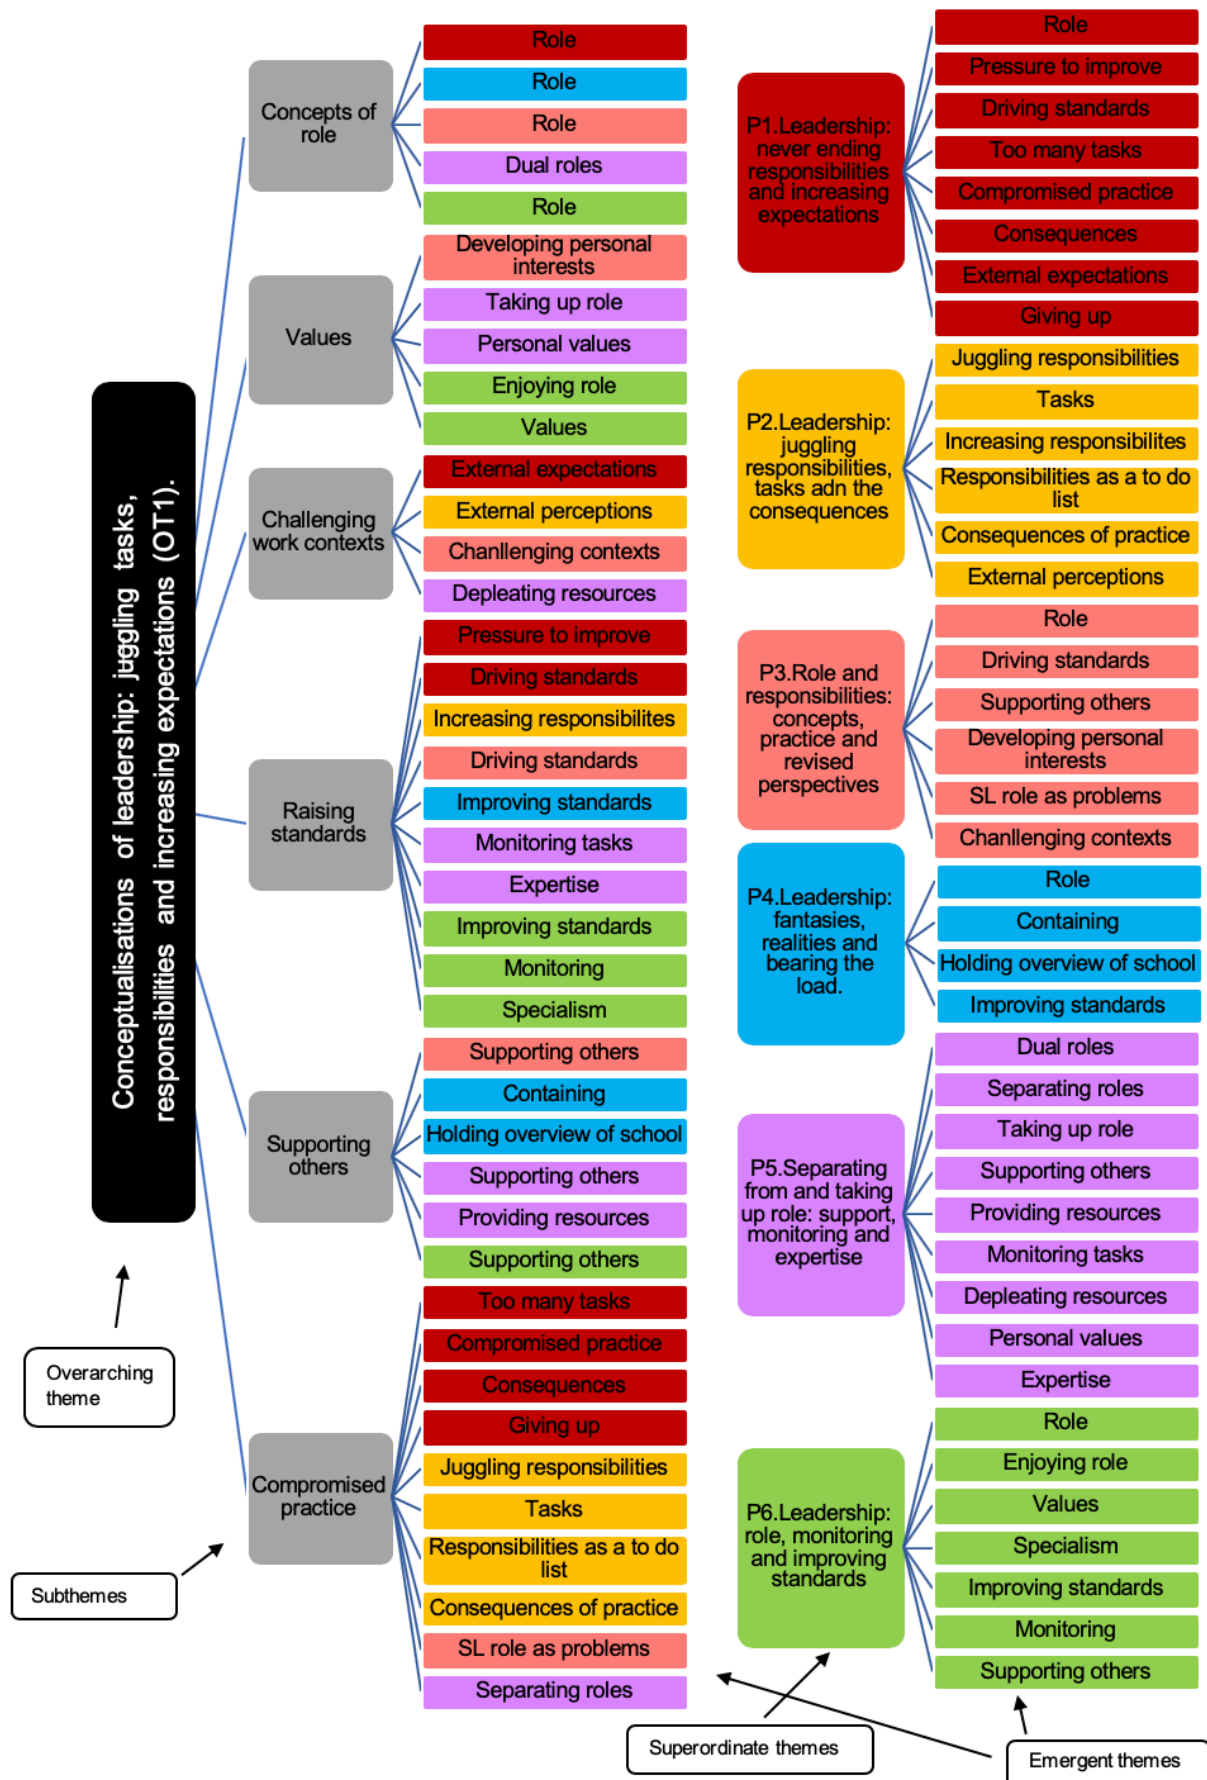 Conceptualisations of leadership: juggling tasks,
responsibilities and increasing expectations (OT1).
Concepts of
role
Role
Role
Role
Dual roles
Role
Values
Developing personal
interests
Taking up role
Personal values
Enjoying role
Values
Challenging
work contexts
External expectations
External perceptions
Chanllenging contexts
Depleating resources
Raising
standards
Pressure to improve
Driving standards
Increasing responsibilites
Driving standards
Improving standards
Monitoring tasks
Expertise
Improving standards
Monitoring
Specialism
Supporting
others
Supporting others
Containing
Holding overview of school
Supporting others
Providing resources
Supporting others
Compromised
practice
Too many tasks
Compromised practice
Consequences
Giving up
Juggling responsibilities
Tasks
Responsibilities as a to do
list
Consequences of practice
SL role as problems
Separating roles
P1.Leadership:
never ending
responsibilities
and increasing
expectations
Role
Pressure to improve
Driving standards
Too many tasks
Compromised practice
Consequences
External expectations
Giving up
P2.Leadership:
juggling
responsibilities,
tasks adn the
consequences
Juggling responsibilities
Tasks
Increasing responsibilites
Responsibilities as a to do
list
Consequences of practice
External perceptions
P3.Role and
responsibilities:
concepts,
practice and
revised
perspectives
Role
Driving standards
Supporting others
Developing personal
interests
SL role as problems
Chanllenging contexts
P4.Leadership:
fantasies,
realities and
bearing the
load.
Role
Containing
Holding overview of school
Improving standards
P5.Separating
from and taking
up role: support,
monitoring and
expertise
Dual roles
Separating roles
Taking up role
Supporting others
Providing resources
Monitoring tasks
Depleating resources
Personal values
Expertise
P6.Leadership:
role, monitoring
and improving
standards
Role
Enjoying role
Values
Specialism
Improving standards
Monitoring
Supporting others
Overarching
theme
Subthemes
Superordinate themes
Emergent themes